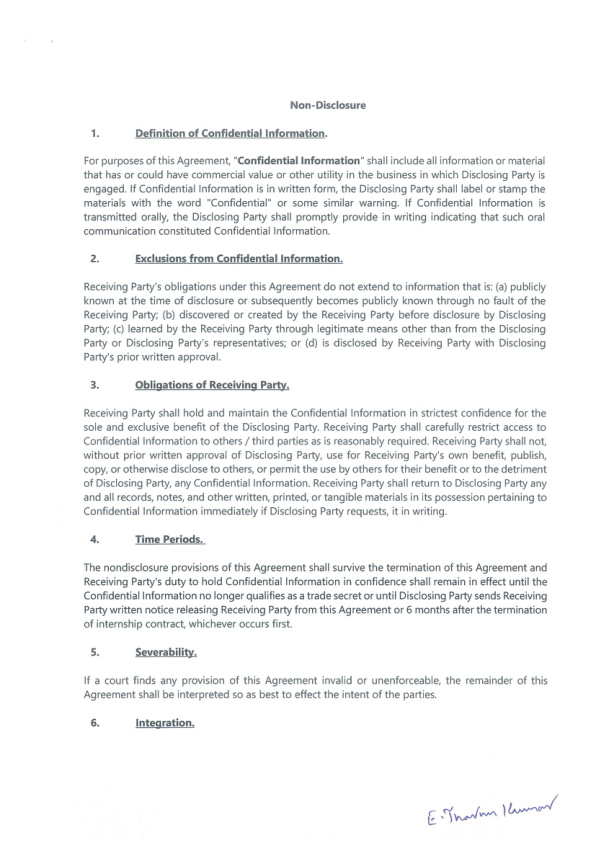 Non-Disclosure
1. Definition of Confidential Information.
For purposes of this Agreement, "Confidential Information" shall include all information or material
that has or could have commercial value or other utility in the business in which Disclosing Party is
engaged. If Confidential Information is in written form, the Disclosing Party shall label or stamp the
materials with the word "Confidential" or some similar warning. If Confidential Information is
transmitted orally, the Disclosing Party shall promptly provide in writing indicating that such oral
communication constituted Confidential Information.
2. Exclusions from Confidential Information.
Receiving Party's obligations under this Agreement do not extend to information that is: (a) publicly
known at the time of disclosure or subsequently becomes publicly known through no fault of the
Receiving Party; (b) discovered or created by the Receiving Party before disclosure by Disclosing
Party; (c) learned by the Receiving Party through legitimate means other than from the Disclosing
Party or Disclosing Party's representatives; or (d) is disclosed by Receiving Party with Disclosing
Party's prior written approval.
3. Obligations of Receiving Party.
Receiving Party shall hold and maintain the Confidential Information in strictest confidence for the
sole and exclusive benefit of the Disclosing Party. Receiving Party shall carefully restrict access to
Confidential Information to others / third parties as is reasonably required. Receiving Party shall not,
without prior written approval of Disclosing Party, use for Receiving Party's own benefit, publish,
copy, or otherwise disclose to others, or permit the use by others for their benefit or to the detriment
of Disclosing Party, any Confidential Information. Receiving Party shall return to Disclosing Party any
and all records, notes, and other written, printed, or tangible materials in its possession pertaining to
Confidential Information immediately if Disclosing Party requests, it in writing.
4. Time Periods.
The nondisclosure provisions of this Agreement shall survive the termination of this Agreement and
Receiving Party's duty to hold Confidential Information in confidence shall remain in effect until the
Confidential Information no longer qualifies as a trade secret or until Disclosing Party sends Receiving
Party written notice releasing Receiving Party from this Agreement or 6 months after the termination
of internship contract, whichever occurs first.
5. Severability.
If a court finds any provision of this Agreement invalid or unenforceable, the remainder of this
Agreement shall be interpreted so as best to effect the intent of the parties.
6. Integration.
E. Kumar